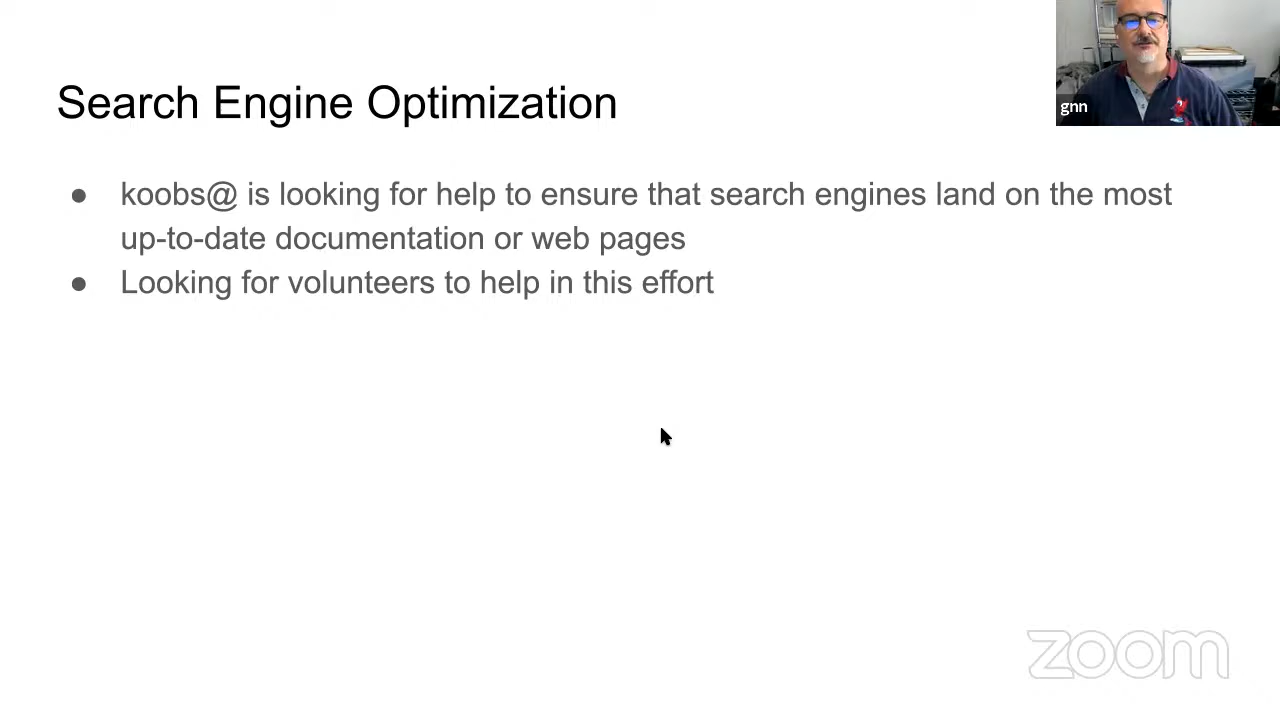 Search Engine Optimization
gnn
● koobs@ is looking for help to ensure that search engines land on the most
up-to-date documentation or web pages
● Looking for volunteers to help in this effort
zoom